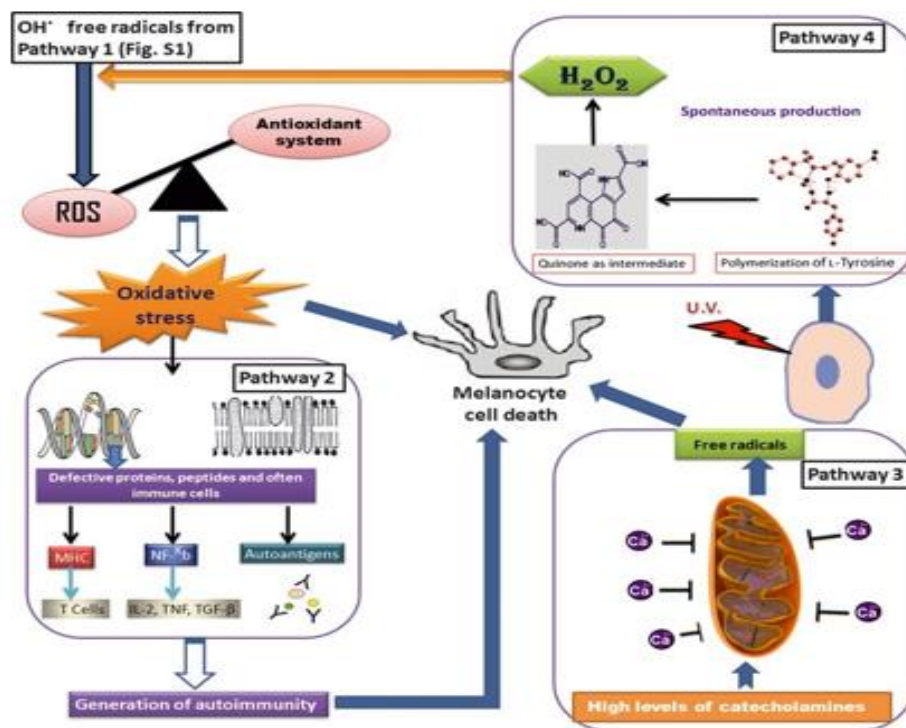 OH· free radicals from
Pathway 1 (Fig. S1)
Antioxidant
system
ROS
Oxidative
stress
Pathway 2
Defective proteins, peptides and often
immune cells
MHC
NF-ᴷb
Autoantigens
T Cells
IL-2, TNF, TGF-β
Generation of autoimmunity
Melanocyte
cell death
Pathway 4
H₂O₂
Spontaneous production
Quinone as intermediate
Polymerization of L-Tyrosine
U.V.
Free radicals
Pathway 3
Ca
Ca
Ca
Ca
Ca
High levels of catecholamines